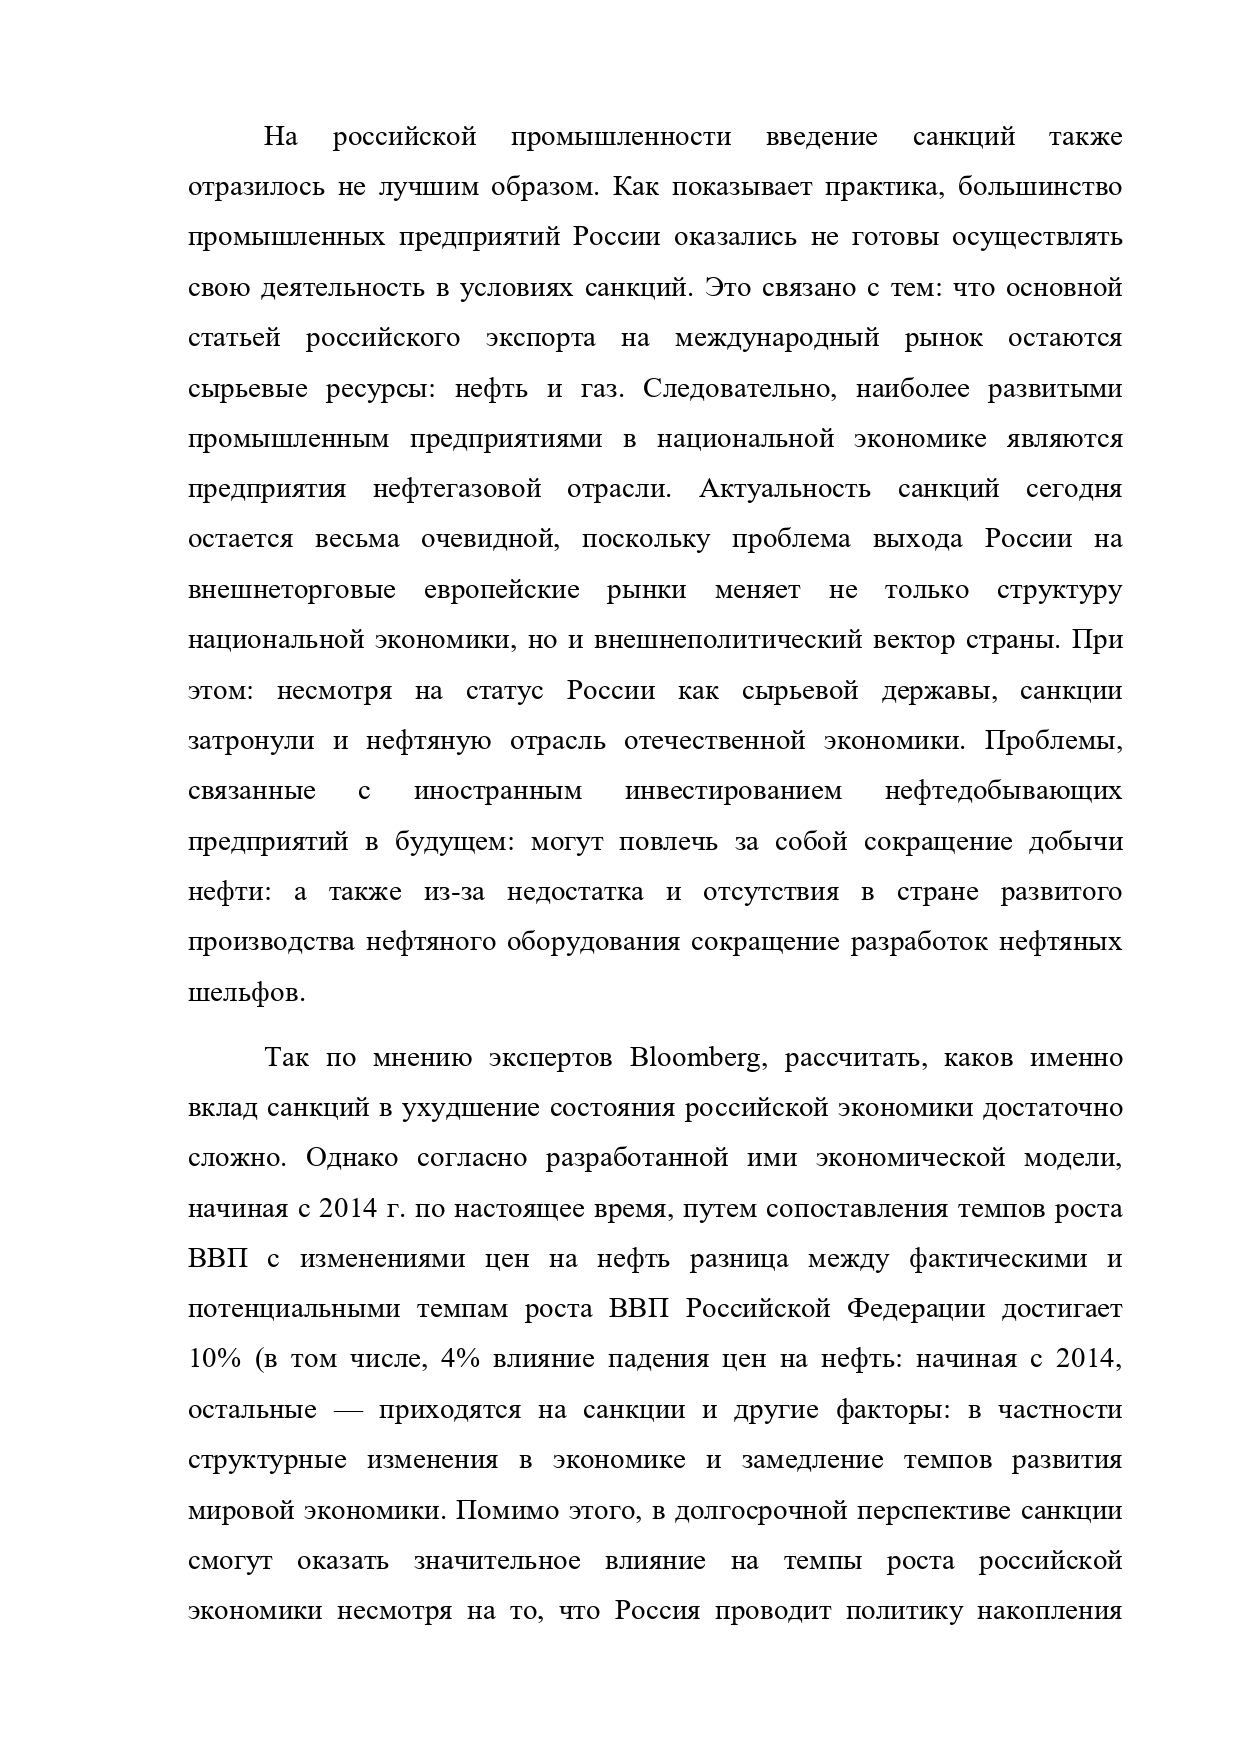 На российской промышленности введение санкций также
отразилось не лучшим образом. Как показывает практика, большинство
промышленных предприятий России оказались не готовы осуществлять
свою деятельность в условиях санкций. Это связано с тем: что основной
статьей российского экспорта на международный рынок остаются
сырьевые ресурсы: нефть и газ. Следовательно, наиболее развитыми
промышленным предприятиями в национальной экономике являются
предприятия нефтегазовой отрасли. Актуальность санкций сегодня
остается весьма очевидной, поскольку проблема выхода России на
внешнеторговые европейские рынки меняет не только структуру
национальной экономики, но и внешнеполитический вектор страны. При
этом: несмотря на статус России как сырьевой державы, санкции
затронули и нефтяную отрасль отечественной экономики. Проблемы,
связанные с иностранным инвестированием нефтедобывающих
предприятий в будущем: могут повлечь за собой сокращение добычи
нефти: а также из-за недостатка и отсутствия в стране развитого
производства нефтяного оборудования сокращение разработок нефтяных
шельфов.
Так по мнению экспертов Bloomberg, рассчитать, каков именно
вклад санкций в ухудшение состояния российской экономики достаточно
сложно. Однако согласно разработанной ими экономической модели,
начиная с 2014 г. по настоящее время, путем сопоставления темпов роста
ВВП с изменениями цен на нефть разница между фактическими и
потенциальными темпам роста ВВП Российской Федерации достигает
10% (в том числе, 4% влияние падения цен на нефть: начиная с 2014,
остальные — приходятся на санкции и другие факторы: в частности
структурные изменения в экономике и замедление темпов развития
мировой экономики. Помимо этого, в долгосрочной перспективе санкции
смогут оказать значительное влияние на темпы роста российской
экономики несмотря на то, что Россия проводит политику накопления